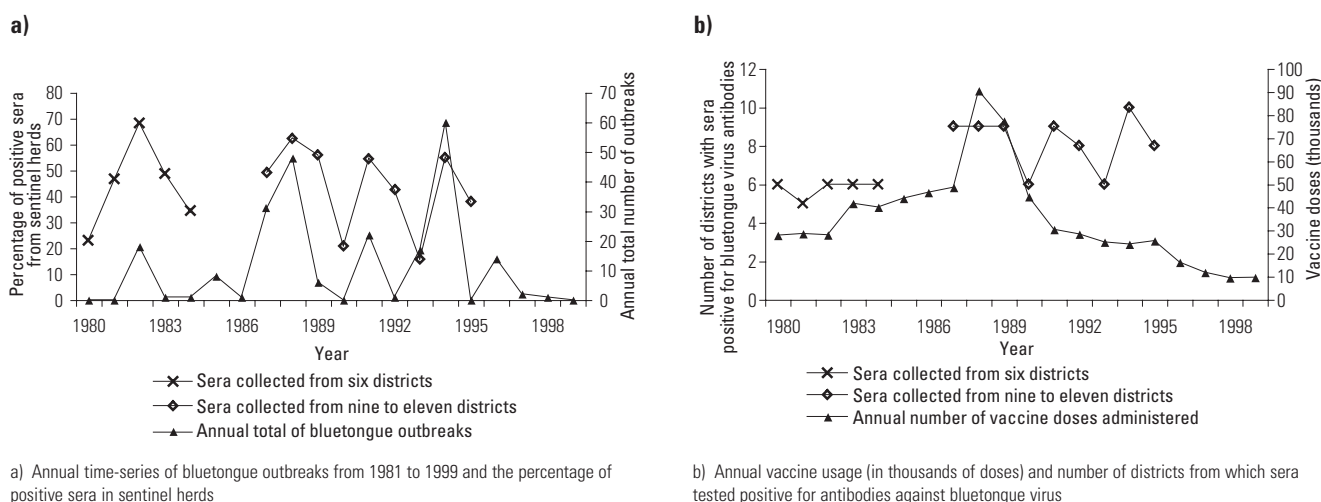 a)
80
70
60
50
40
30
20
10
0
Percentage of positive sera
from sentinel herds
70
60
50
40
30
20
10
0
Annual total number of outbreaks
1980 1983 1986 1989 1992 1995 1998
Year
Sera collected from six districts
Sera collected from nine to eleven districts
Annual total of bluetongue outbreaks
a) Annual time-series of bluetongue outbreaks from 1981 to 1999 and the percentage of
positive sera in sentinel herds
b)
12
10
8
6
4
2
0
Number of districts with sera
positive for bluetongue virus antibodies
100
90
80
70
60
50
40
30
20
10
0
Vaccine doses (thousands)
1980 1983 1986 1989 1992 1995 1998
Year
Sera collected from six districts
Sera collected from nine to eleven districts
Annual number of vaccine doses administered
b) Annual vaccine usage (in thousands of doses) and number of districts from which sera
tested positive for antibodies against bluetongue virus